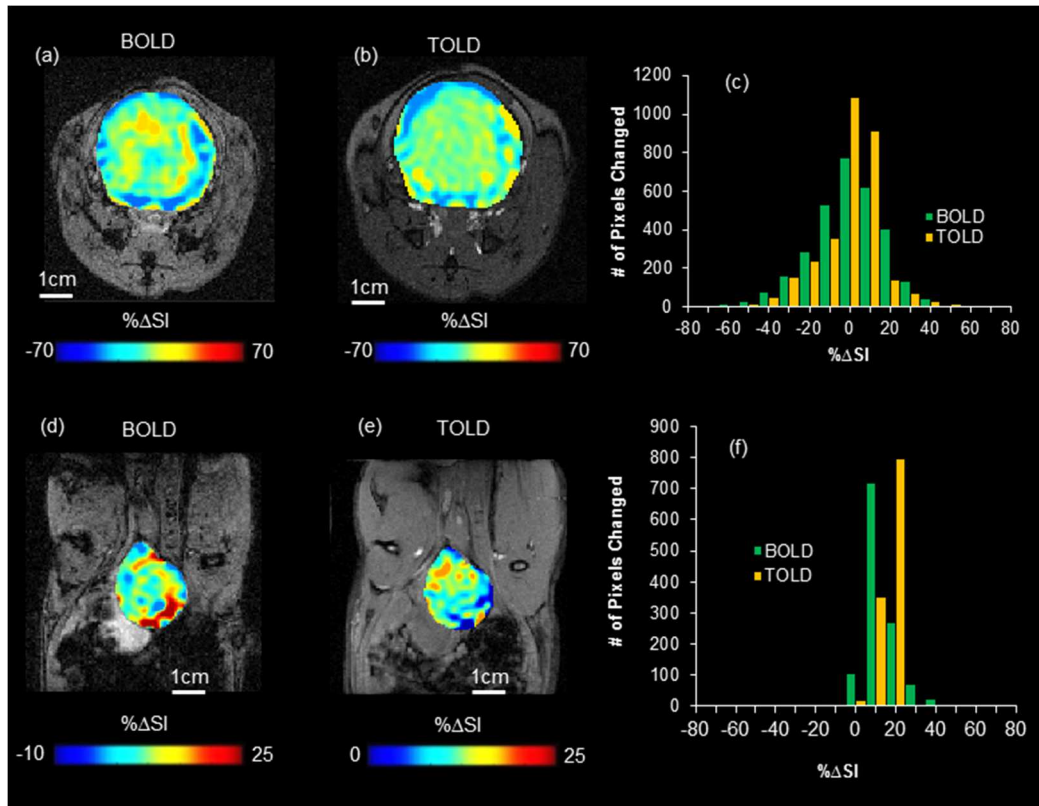 (a)
BOLD
(b)
TOLD
1cm
1cm
%ΔSI
%ΔSI
-70
70
-70
70
(c)
# of Pixels Changed
1200
1000
800
600
400
200
0
BOLD
TOLD
-80 -60 -40 -20 0 20 40 60 80
%ΔSI
(d)
BOLD
(e)
TOLD
1cm
1cm
%ΔSI
%ΔSI
-10
25
0
25
(f)
# of Pixels Changed
900
800
700
600
500
400
300
200
100
0
BOLD
TOLD
-80 -60 -40 -20 0 20 40 60 80
%ΔSI